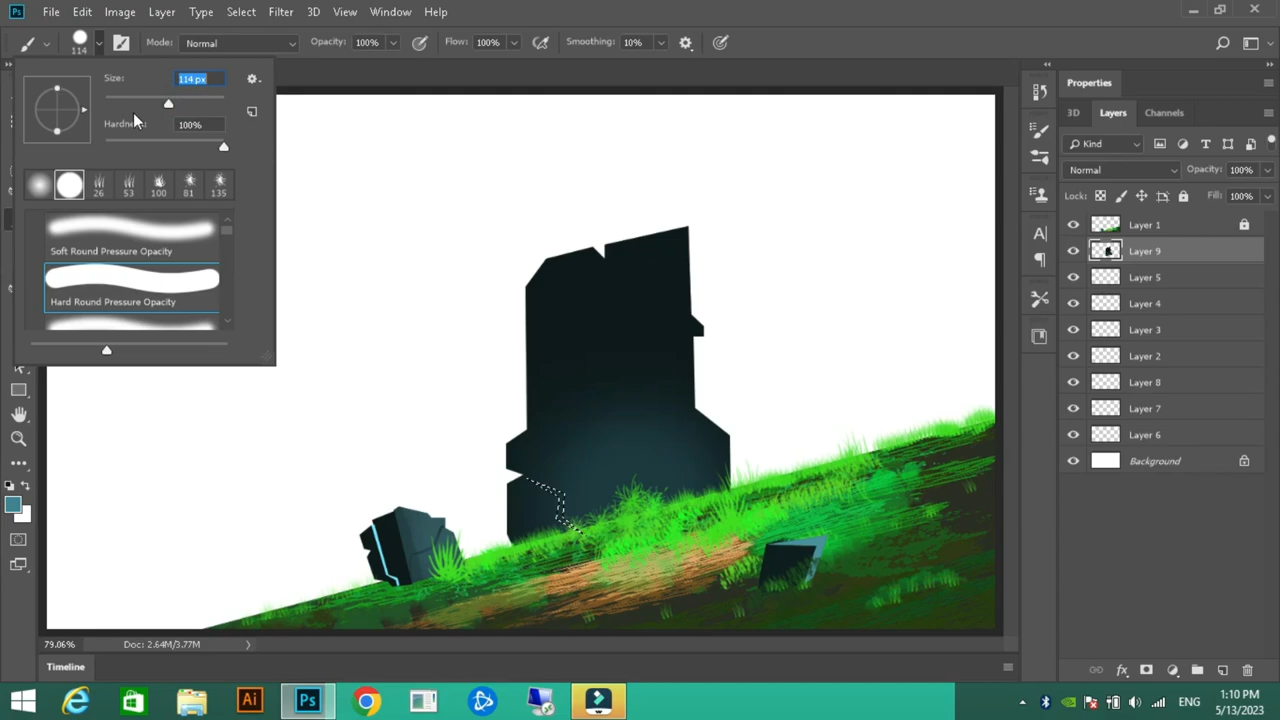 Ps File Edit Image Layer Type Select Filter 3D View Window Help
114 Mode: Normal Opacity: 100% Flow: 100% Smoothing: 10%
Size: 114 px
Hardness: 100%
26 53 100 81 135
Soft Round Pressure Opacity
Hard Round Pressure Opacity
Properties
3D Layers Channels
Kind
Normal Opacity: 100%
Lock: Fill: 100%
Layer 1
Layer 9
Layer 5
Layer 4
Layer 3
Layer 2
Layer 8
Layer 7
Layer 6
Background
79.06% Doc: 2.64M/3.77M
Timeline
Ai Ps ENG 1:10 PM
5/13/2023